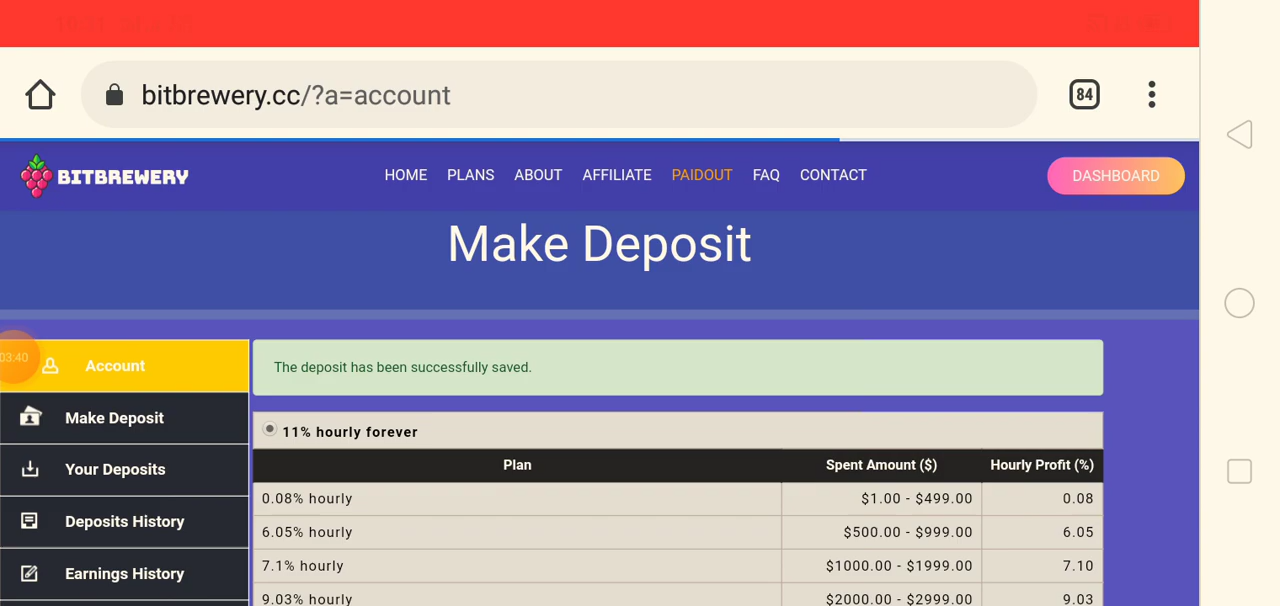 bitbrewery.cc/?a=account
84
BITBREWERY
HOME PLANS ABOUT AFFILIATE PAIDOUT FAQ CONTACT
DASHBOARD
Make Deposit
03:40
Account
The deposit has been successfully saved.
Make Deposit
11% hourly forever
Your Deposits
Plan Spent Amount ($) Hourly Profit (%)
0.08% hourly $1.00 - $499.00 0.08
Deposits History
6.05% hourly $500.00 - $999.00 6.05
7.1% hourly $1000.00 - $1999.00 7.10
Earnings History
9.03% hourly $2000.00 - $2999.00 9.03